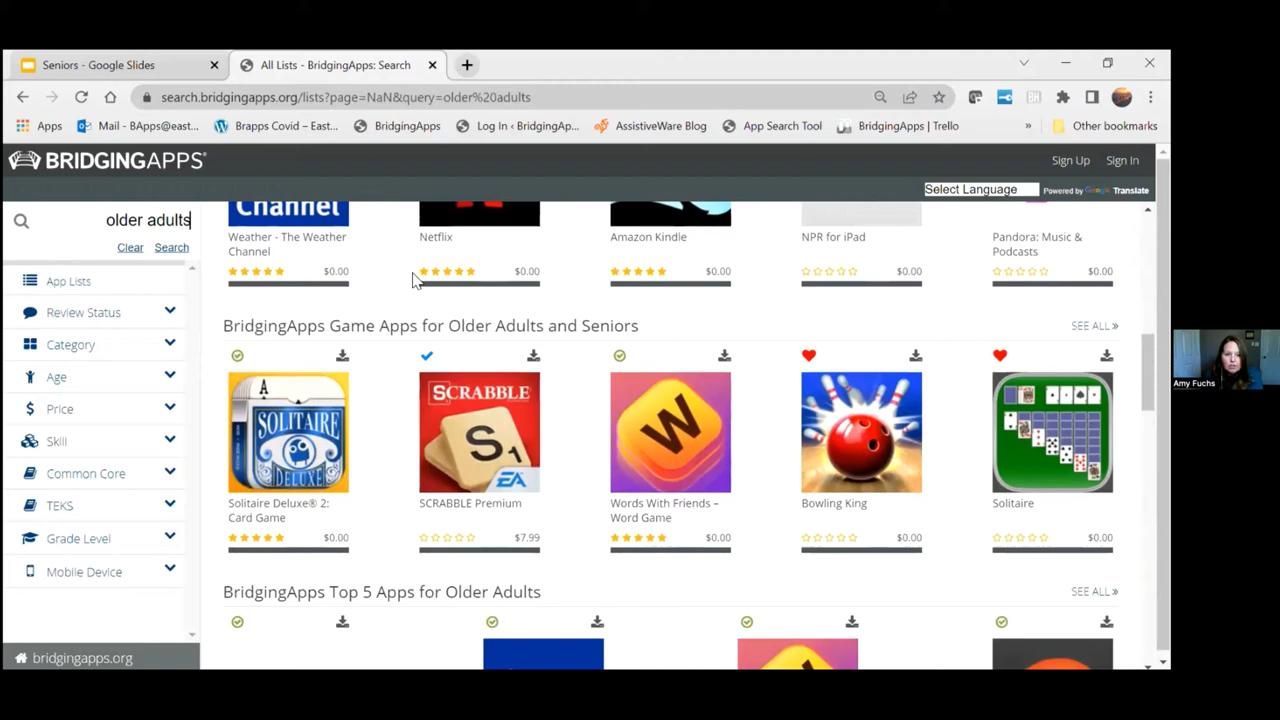 Seniors - Google Slides
All Lists - BridgingApps: Search
search.bridgingapps.org/lists?page=NaN&query=older%20adults
Apps
Mail - BApps@east...
Brapps Covid – East...
BridgingApps
Log In ‹ BridgingAp...
AssistiveWare Blog
App Search Tool
BridgingApps | Trello
»
Other bookmarks
BRIDGINGAPPS
Sign Up
Sign In
Select Language
Powered by Google Translate
older adults
Clear
Search
App Lists
Review Status
Category
Age
Price
Skill
Common Core
TEKS
Grade Level
Mobile Device
bridgingapps.org
Channel
Weather - The Weather
Channel
$0.00
Netflix
$0.00
Amazon Kindle
$0.00
NPR for iPad
$0.00
Pandora: Music &
Podcasts
$0.00
BridgingApps Game Apps for Older Adults and Seniors
SEE ALL »
A
SOLITAIRE
DELUXE® 2
Solitaire Deluxe® 2:
Card Game
$0.00
SCRABBLE
S1
EA
SCRABBLE Premium
$7.99
W
Words With Friends –
Word Game
$0.00
Bowling King
$0.00
Solitaire
$0.00
BridgingApps Top 5 Apps for Older Adults
SEE ALL »
Amy Fuchs